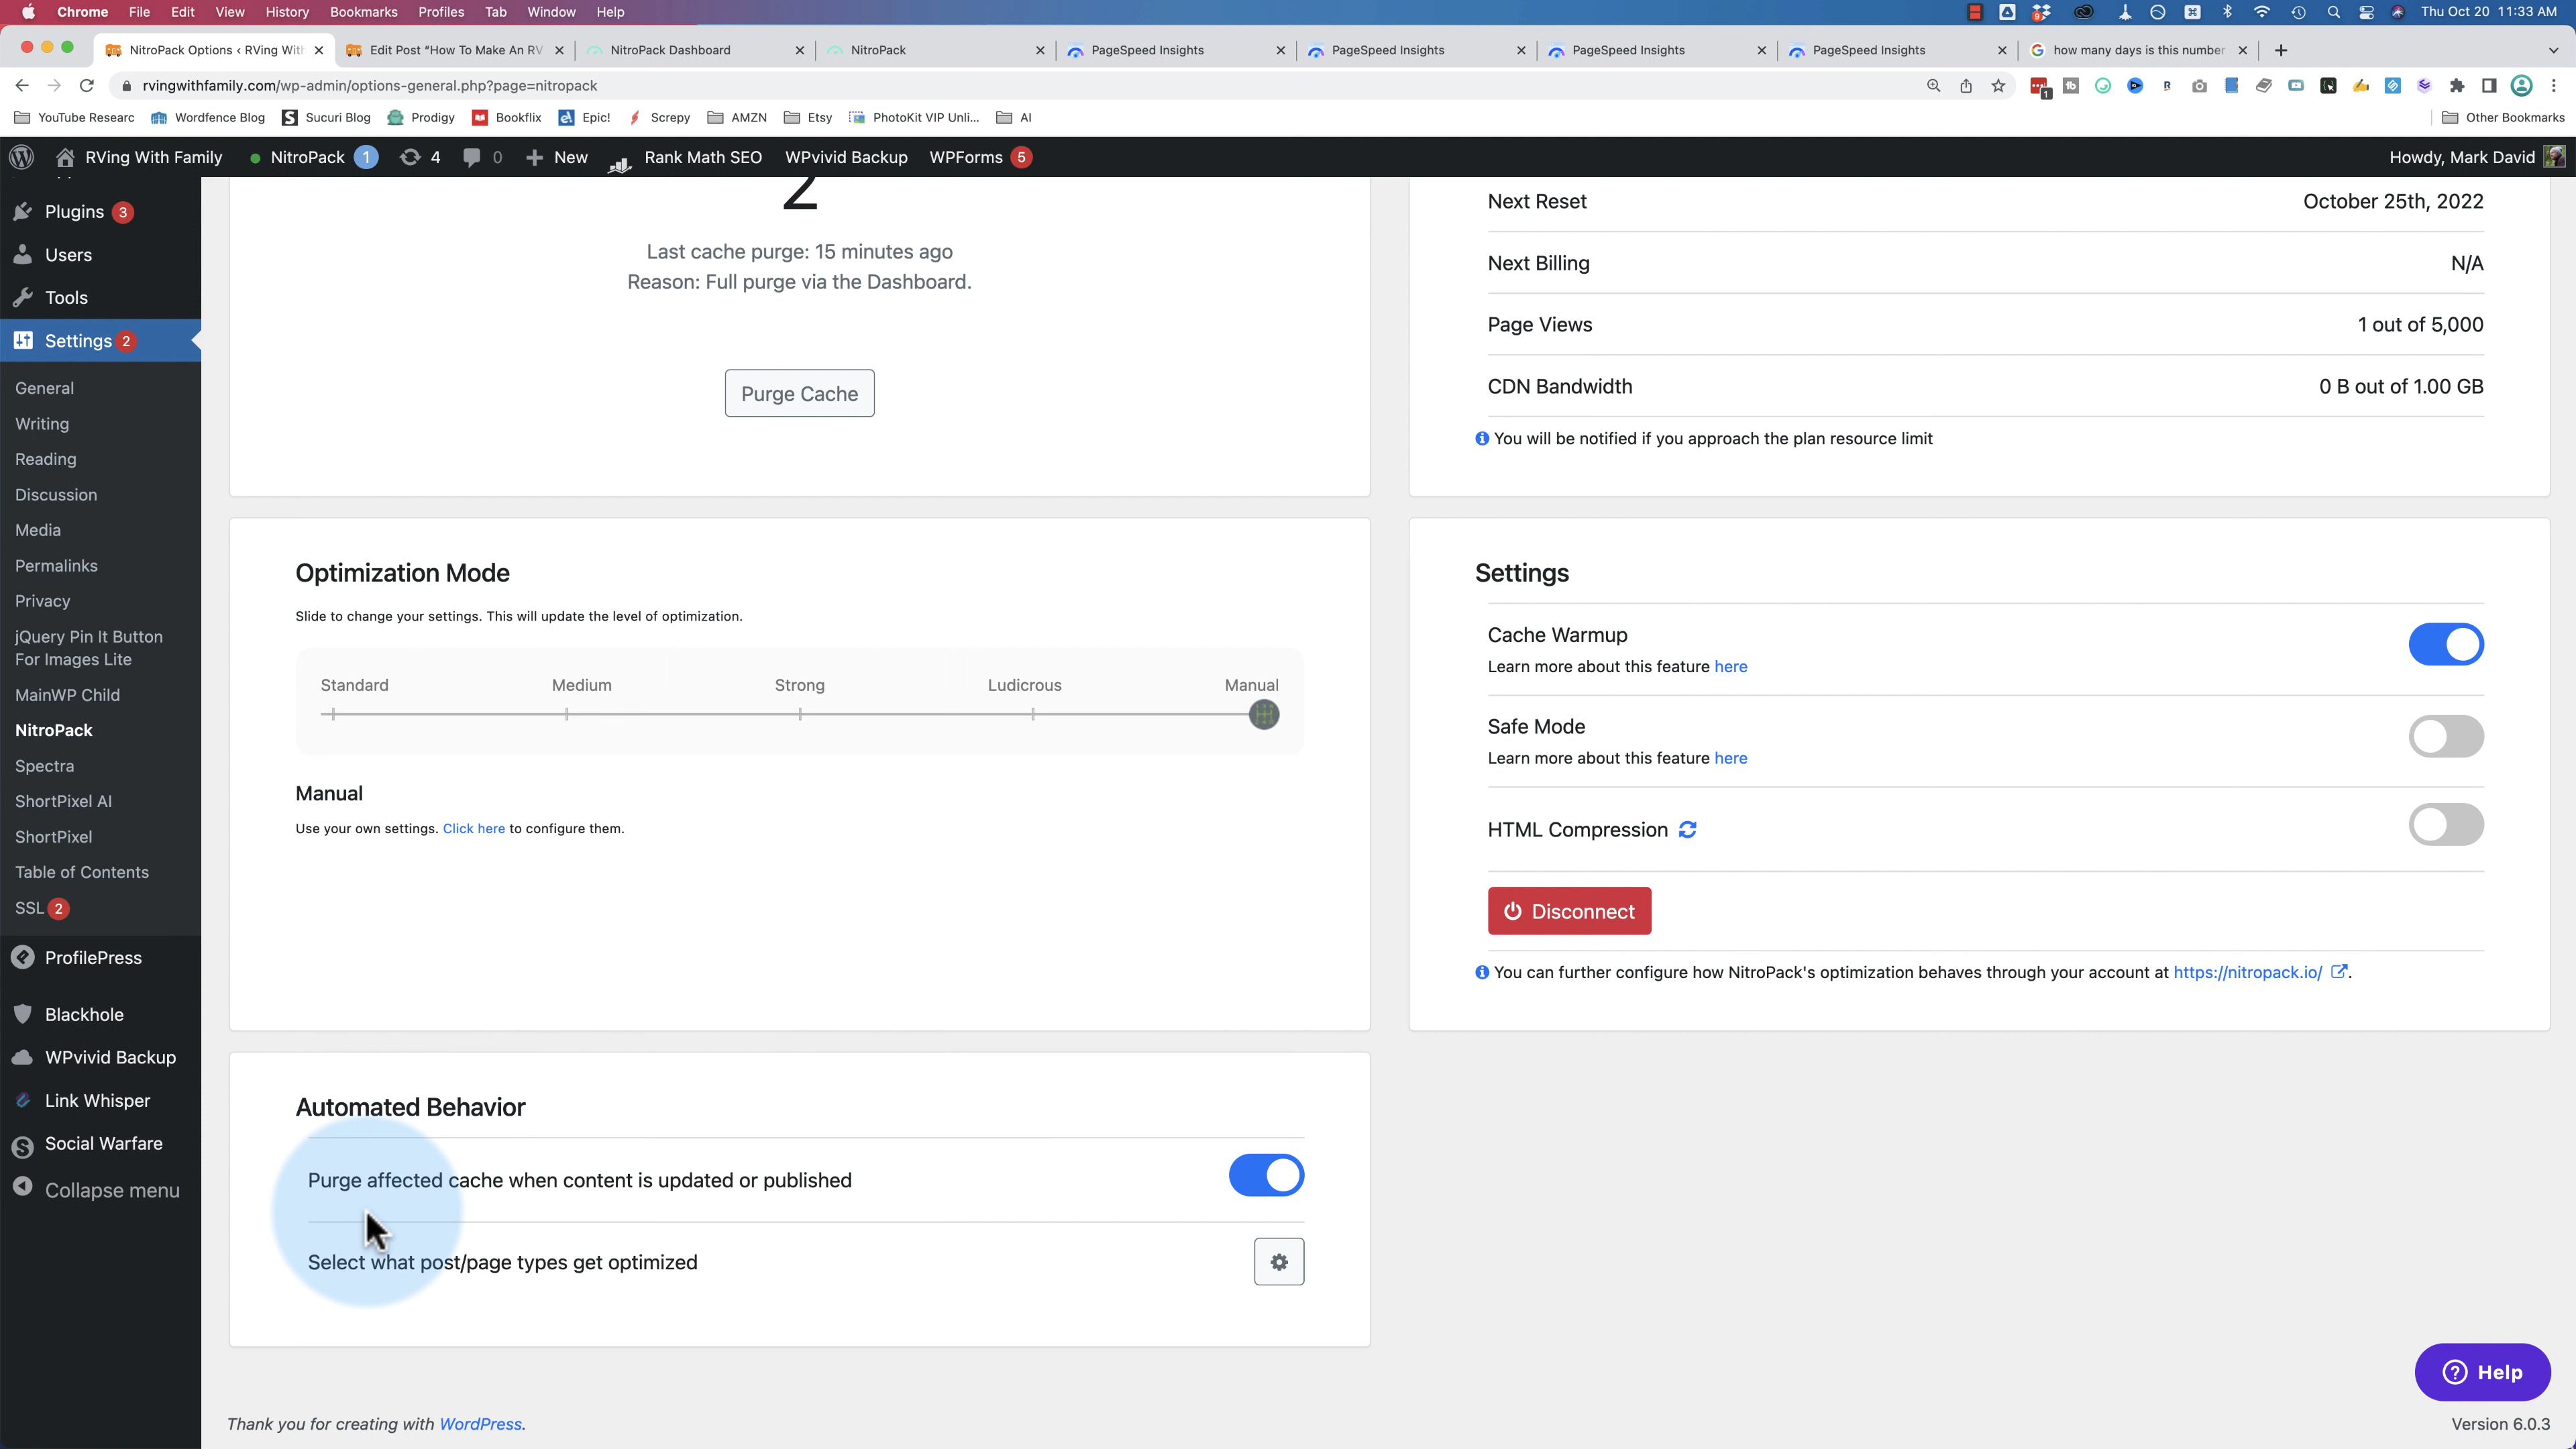 Chrome File Edit View History Bookmarks Profiles Tab Window Help
9
Thu Oct 20 11:33 AM
NitroPack Options ‹ RVing With
Edit Post "How To Make An RV
NitroPack Dashboard
NitroPack
PageSpeed Insights
PageSpeed Insights
PageSpeed Insights
PageSpeed Insights
how many days is this number
rvingwithfamily.com/wp-admin/options-general.php?page=nitropack
1
YouTube Researc
Wordfence Blog
Sucuri Blog
Prodigy
Bookflix
Epic!
Screpy
AMZN
Etsy
PhotoKit VIP Unli...
AI
Other Bookmarks
RVing With Family
NitroPack 1
4
0
New
Rank Math SEO
WPvivid Backup
WPForms 5
Howdy, Mark David
Plugins 3
Users
Tools
Settings 2
General
Writing
Reading
Discussion
Media
Permalinks
Privacy
jQuery Pin It Button
For Images Lite
MainWP Child
NitroPack
Spectra
ShortPixel AI
ShortPixel
Table of Contents
SSL 2
ProfilePress
Blackhole
WPvivid Backup
Link Whisper
Social Warfare
Collapse menu
2
Last cache purge: 15 minutes ago
Reason: Full purge via the Dashboard.
Purge Cache
Next Reset October 25th, 2022
Next Billing N/A
Page Views 1 out of 5,000
CDN Bandwidth 0 B out of 1.00 GB
You will be notified if you approach the plan resource limit
Optimization Mode
Slide to change your settings. This will update the level of optimization.
Standard Medium Strong Ludicrous Manual
Manual
Use your own settings. Click here to configure them.
Settings
Cache Warmup
Learn more about this feature here
Safe Mode
Learn more about this feature here
HTML Compression
Disconnect
You can further configure how NitroPack's optimization behaves through your account at https://nitropack.io/ .
Automated Behavior
Purge affected cache when content is updated or published
Select what post/page types get optimized
Help
Thank you for creating with WordPress.
Version 6.0.3